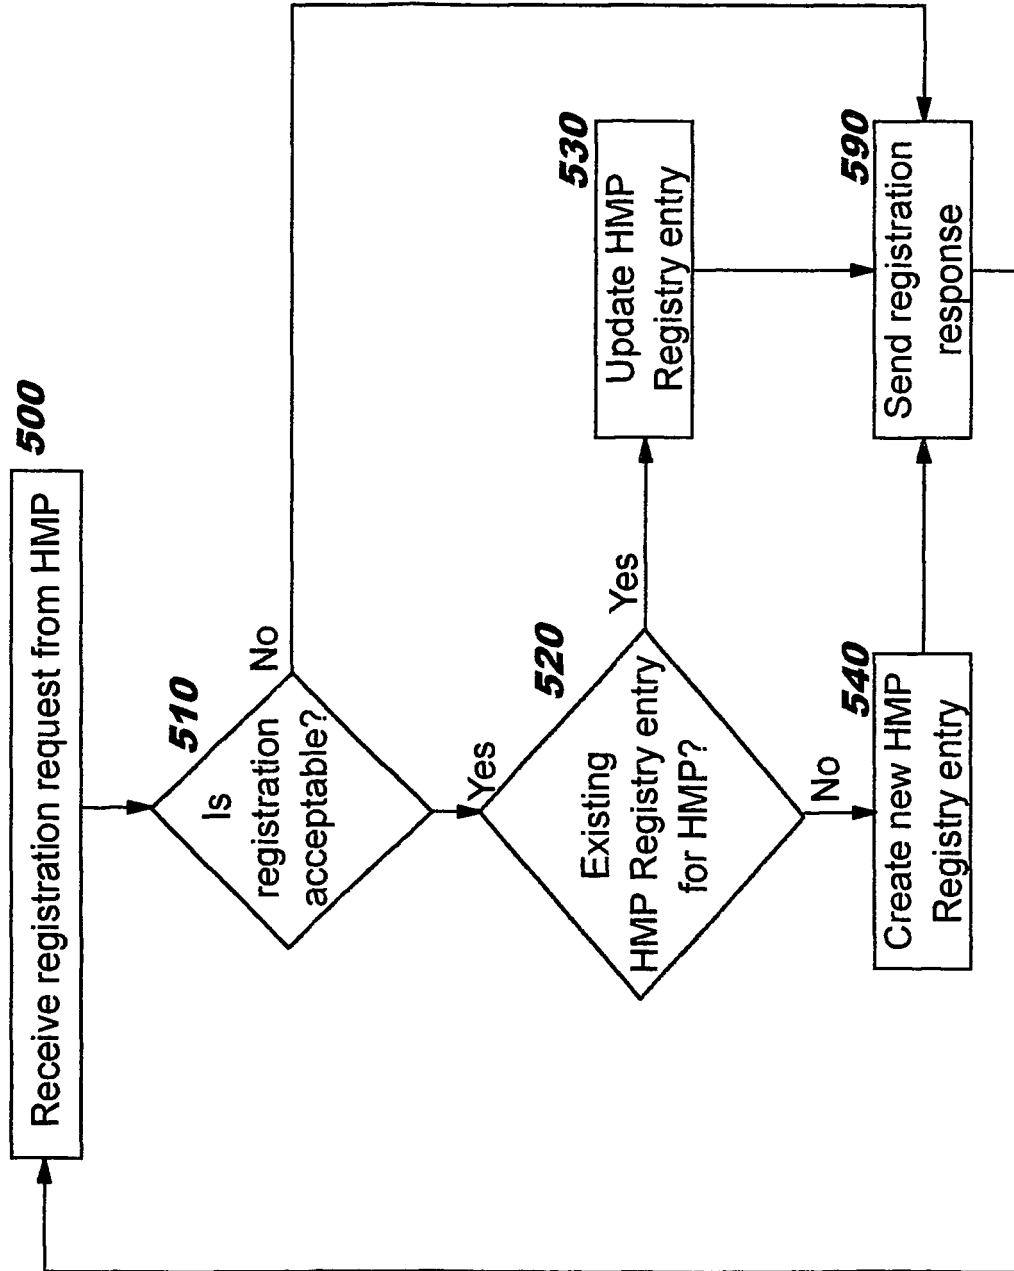 Receive registration request from HMP
500
Is
registration
acceptable?
510
No
Yes
Existing
HMP Registry entry
for HMP?
520
Yes
Update HMP
Registry entry
530
No
Create new HMP
Registry entry
540
Send registration
response
590